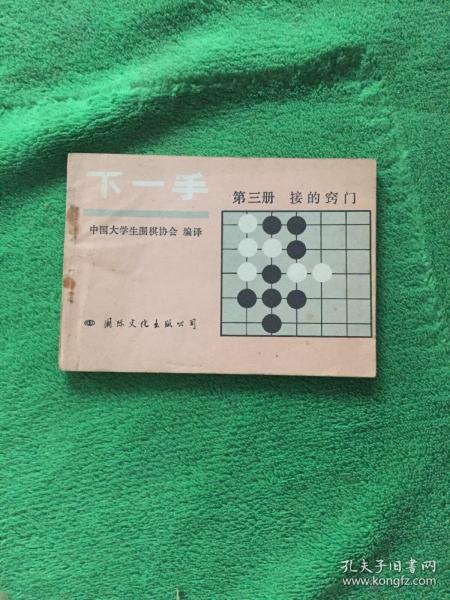 下一手
第三册 接的窍门
中国大学生围棋协会 编译
国际文化出版公司
孔夫子旧书网
www.kongfz.com